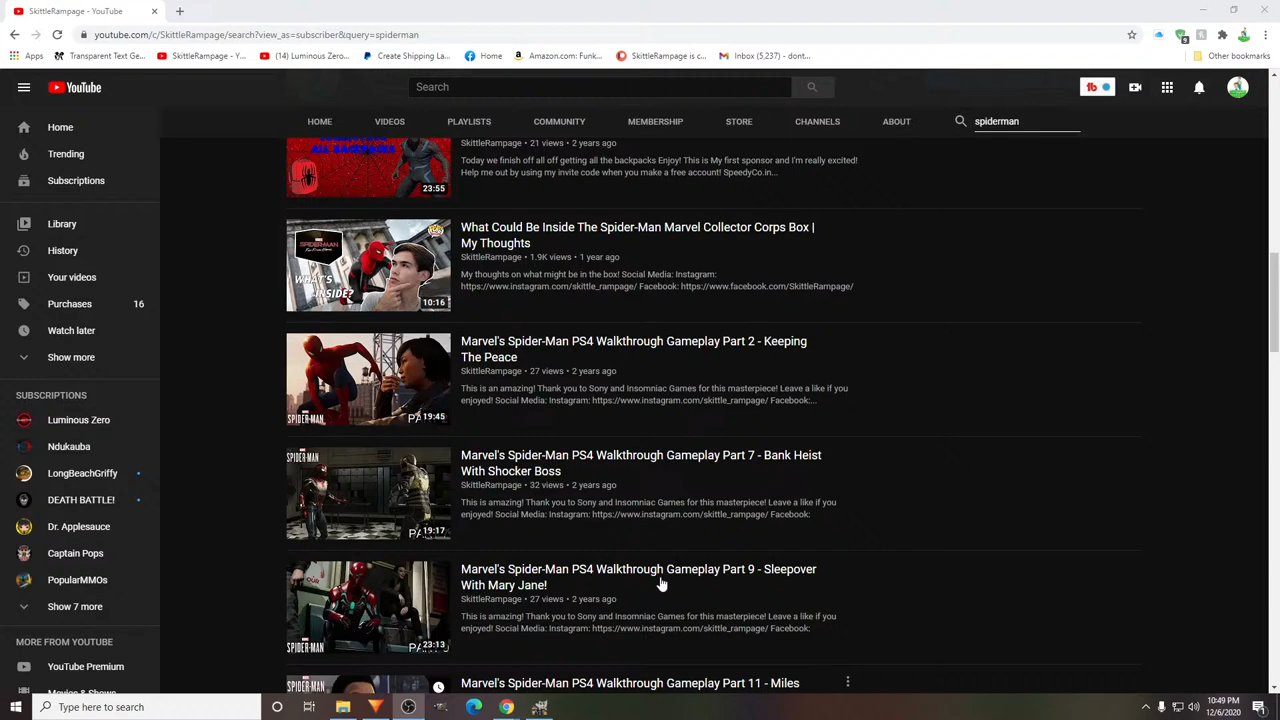 SkittleRampage - YouTube
youtube.com/c/SkittleRampage/search?view_as=subscriber&query=spiderman
Apps
Transparent Text Ge...
SkittleRampage - Y...
(14) Luminous Zero...
Create Shipping La...
Home
Amazon.com: Funk...
SkittleRampage is c...
Inbox (5,237) - dont...
Other bookmarks
YouTube
Search
HOME
VIDEOS
PLAYLISTS
COMMUNITY
MEMBERSHIP
STORE
CHANNELS
ABOUT
spiderman
Home
Trending
Subscriptions
Library
History
Your videos
Purchases 16
Watch later
Show more
SUBSCRIPTIONS
Luminous Zero
Ndukauba
LongBeachGriffy
DEATH BATTLE!
Dr. Applesauce
Captain Pops
PopularMMOs
Show 7 more
MORE FROM YOUTUBE
YouTube Premium
Movies & Shows
ALL BACKPACKS
23:55
SkittleRampage • 21 views • 2 years ago
Today we finish off all off getting all the backpacks Enjoy! This is My first sponsor and I'm really excited!
Help me out by using my invite code when you make a free account! SpeedyCo.in...
WHAT'S
INSIDE?
10:16
What Could Be Inside The Spider-Man Marvel Collector Corps Box |
My Thoughts
SkittleRampage • 1.9K views • 1 year ago
My thoughts on what might be in the box! Social Media: Instagram:
https://www.instagram.com/skittle_rampage/ Facebook: https://www.facebook.com/SkittleRampage/
SPIDER-MAN
19:45
Marvel's Spider-Man PS4 Walkthrough Gameplay Part 2 - Keeping
The Peace
SkittleRampage • 27 views • 2 years ago
This is an amazing! Thank you to Sony and Insomniac Games for this masterpiece! Leave a like if you
enjoyed! Social Media: Instagram: https://www.instagram.com/skittle_rampage/ Facebook:...
SPIDER-MAN
19:17
Marvel's Spider-Man PS4 Walkthrough Gameplay Part 7 - Bank Heist
With Shocker Boss
SkittleRampage • 32 views • 2 years ago
This is amazing! Thank you to Sony and Insomniac Games for this masterpiece! Leave a like if you
enjoyed! Social Media: Instagram: https://www.instagram.com/skittle_rampage/ Facebook:
SPIDER-MAN
23:13
Marvel's Spider-Man PS4 Walkthrough Gameplay Part 9 - Sleepover
With Mary Jane!
SkittleRampage • 27 views • 2 years ago
This is amazing! Thank you to Sony and Insomniac Games for this masterpiece! Leave a like if you
enjoyed! Social Media: Instagram: https://www.instagram.com/skittle_rampage/ Facebook:
SPIDER-MAN
Marvel's Spider-Man PS4 Walkthrough Gameplay Part 11 - Miles
Type here to search
10:49 PM
12/6/2020